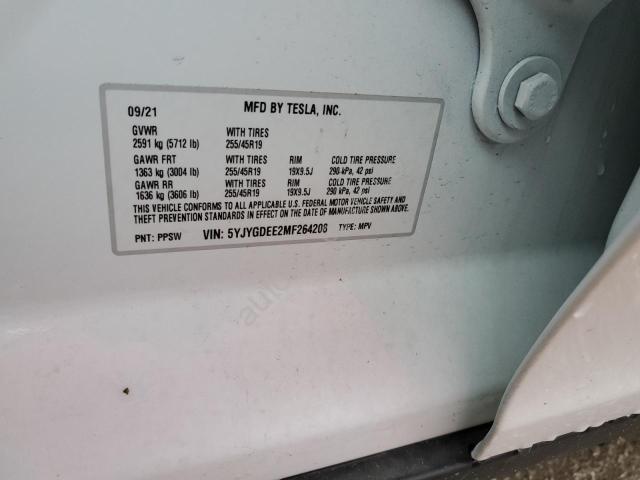 09/21 MFD BY TESLA, INC.
GVWR WITH TIRES
2591 kg (5712 lb) 255/45R19
GAWR FRT WITH TIRES RIM COLD TIRE PRESSURE
1363 kg (3004 lb) 255/45R19 19X9.5J 290 kPa, 42 psi
GAWR RR WITH TIRES RIM COLD TIRE PRESSURE
1636 kg (3606 lb) 255/45R19 19X9.5J 290 kPa, 42 psi
THIS VEHICLE CONFORMS TO ALL APPLICABLE U.S. FEDERAL MOTOR VEHICLE SAFETY AND
THEFT PREVENTION STANDARDS IN EFFECT ON THE DATE OF MANUFACTURE SHOWN ABOVE.
PNT: PPSW VIN: 5YJYGDEE2MF264208 TYPE: MPV